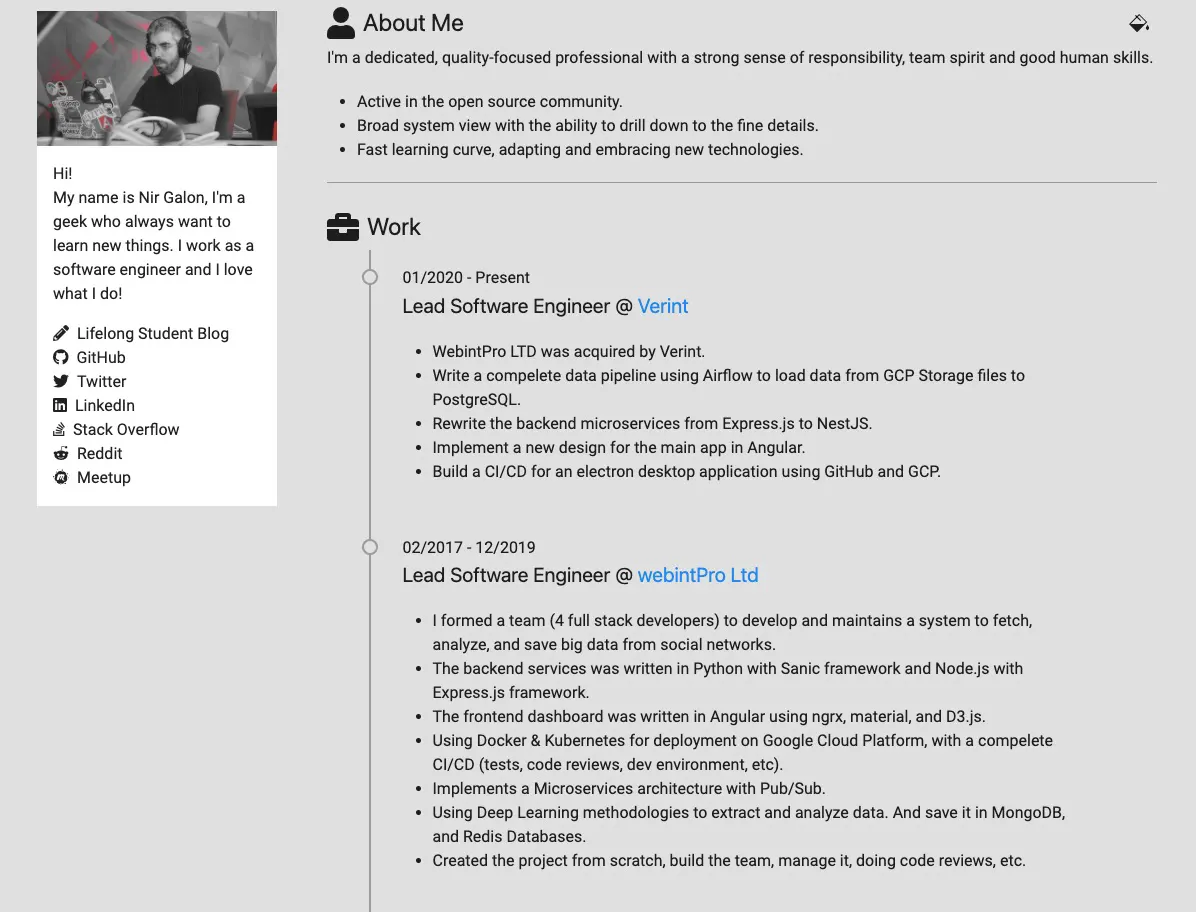 Hi!
My name is Nir Galon, I'm a
geek who always want to
learn new things. I work as a
software engineer and I love
what I do!
Lifelong Student Blog
GitHub
Twitter
LinkedIn
Stack Overflow
Reddit
Meetup
About Me
I'm a dedicated, quality-focused professional with a strong sense of responsibility, team spirit and good human skills.
• Active in the open source community.
• Broad system view with the ability to drill down to the fine details.
• Fast learning curve, adapting and embracing new technologies.
Work
01/2020 - Present
Lead Software Engineer @ Verint
• WebintPro LTD was acquired by Verint.
• Write a compelete data pipeline using Airflow to load data from GCP Storage files to
PostgreSQL.
• Rewrite the backend microservices from Express.js to NestJS.
• Implement a new design for the main app in Angular.
• Build a CI/CD for an electron desktop application using GitHub and GCP.
02/2017 - 12/2019
Lead Software Engineer @ webintPro Ltd
• I formed a team (4 full stack developers) to develop and maintains a system to fetch,
analyze, and save big data from social networks.
• The backend services was written in Python with Sanic framework and Node.js with
Express.js framework.
• The frontend dashboard was written in Angular using ngrx, material, and D3.js.
• Using Docker & Kubernetes for deployment on Google Cloud Platform, with a compelete
CI/CD (tests, code reviews, dev environment, etc).
• Implements a Microservices architecture with Pub/Sub.
• Using Deep Learning methodologies to extract and analyze data. And save it in MongoDB,
and Redis Databases.
• Created the project from scratch, build the team, manage it, doing code reviews, etc.